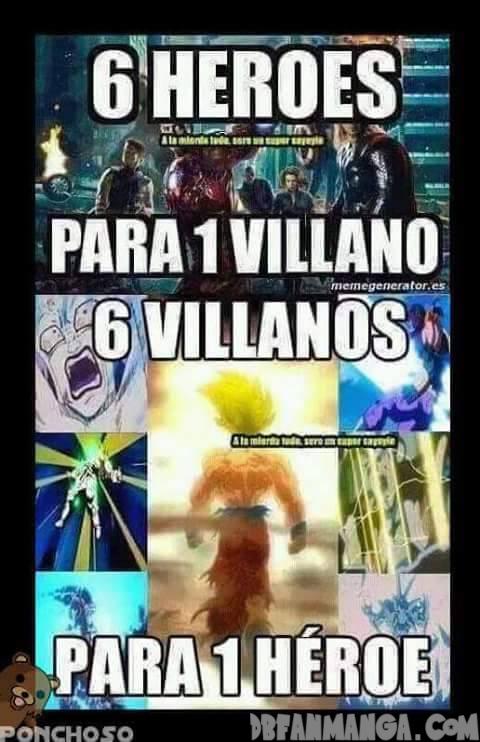 6 HEROES
A la mierda todo, sere un super sayayin
PARA 1 VILLANO
memegenerator.es
6 VILLANOS
A la mierda todo, sere un super sayayin
PARA 1 HÉROE
PONCHOSO
DBFANMANGA.COM